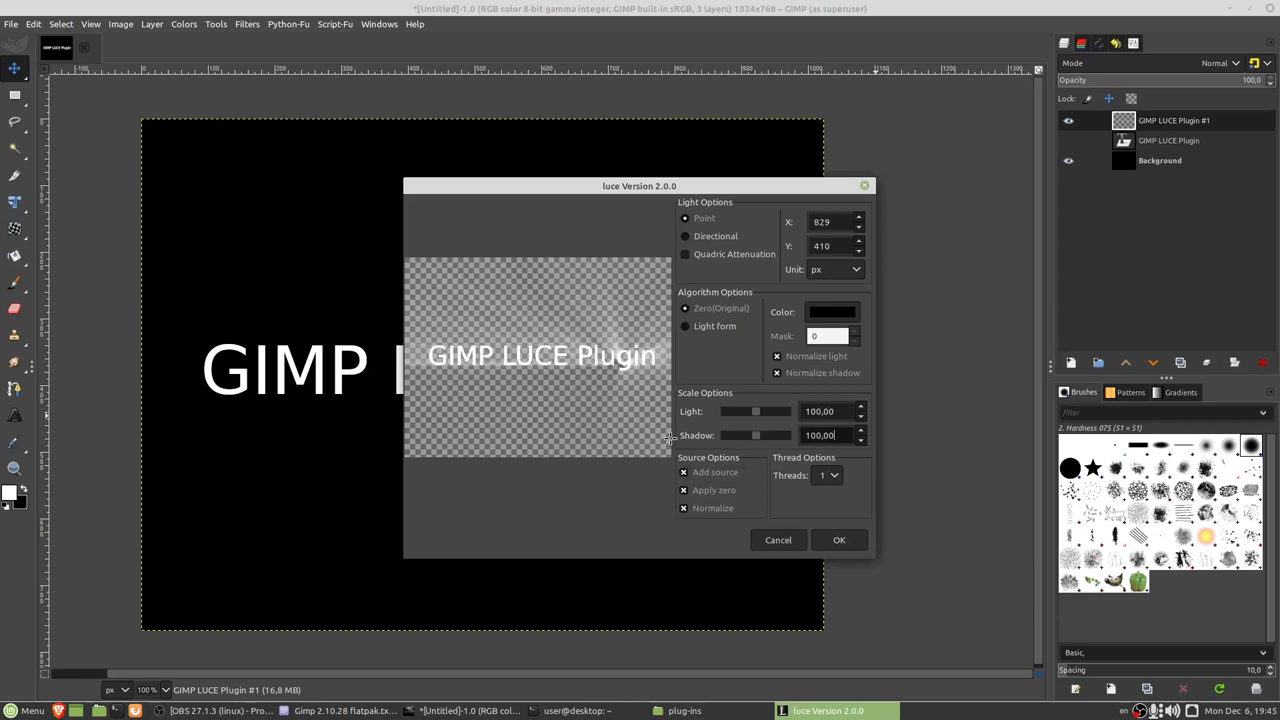 *[Untitled]-1.0 (RGB color 8-bit gamma integer, GIMP built-in sRGB, 3 layers) 1024x768 – GIMP (as superuser)
File Edit Select View Image Layer Colors Tools Filters Python-Fu Script-Fu Windows Help
GIMP LUCE Plugin
Mode Normal
Opacity 100,0
Lock:
GIMP LUCE Plugin #1
GIMP LUCE Plugin
Background
luce Version 2.0.0
Light Options
Point
Directional
Quadric Attenuation
X: 829
Y: 410
Unit: px
Algorithm Options
Zero(Original)
Light form
Color:
Mask: 0
Normalize light
Normalize shadow
GIMP L
GIMP LUCE Plugin
Scale Options
Light: 100,00
Shadow: 100,00
Source Options
Add source
Apply zero
Normalize
Thread Options
Threads: 1
Cancel OK
Brushes Patterns Gradients
filter
2. Hardness 075 (51 × 51)
Basic,
Spacing 10,0
px 100 % GIMP LUCE Plugin #1 (16,8 MB)
Menu [OBS 27.1.3 (linux) - Pro... Gimp 2.10.28 flatpak.tx... *[Untitled]-1.0 (RGB col... user@desktop: ~ plug-ins luce Version 2.0.0 en Mon Dec 6, 19:45